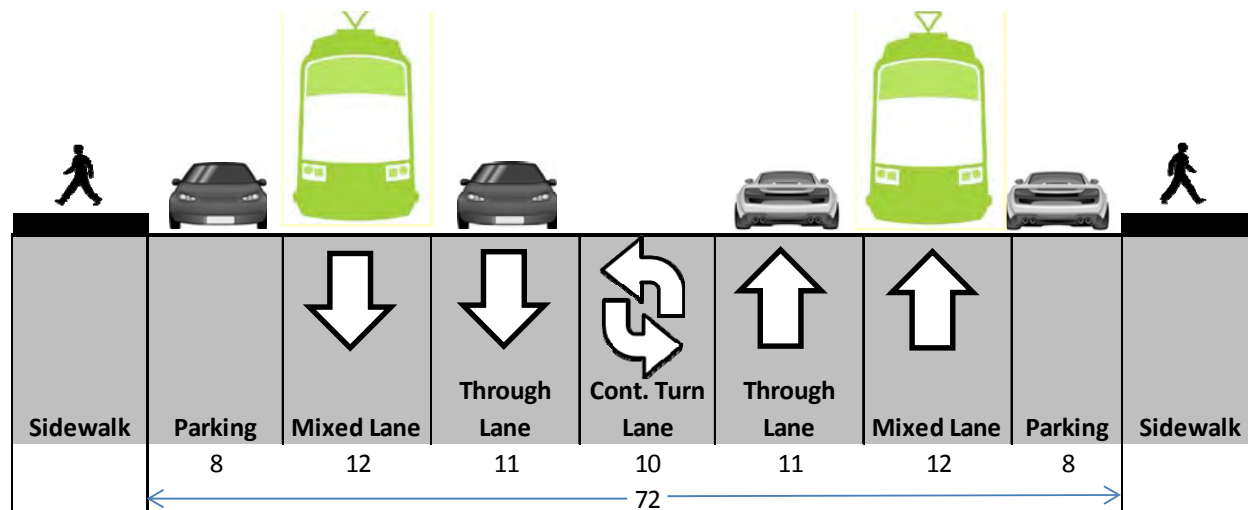 Through Cont. Turn Through
Sidewalk Parking Mixed Lane Lane Lane Lane Mixed Lane Parking Sidewalk
8 12 11 10 11 12 8
72